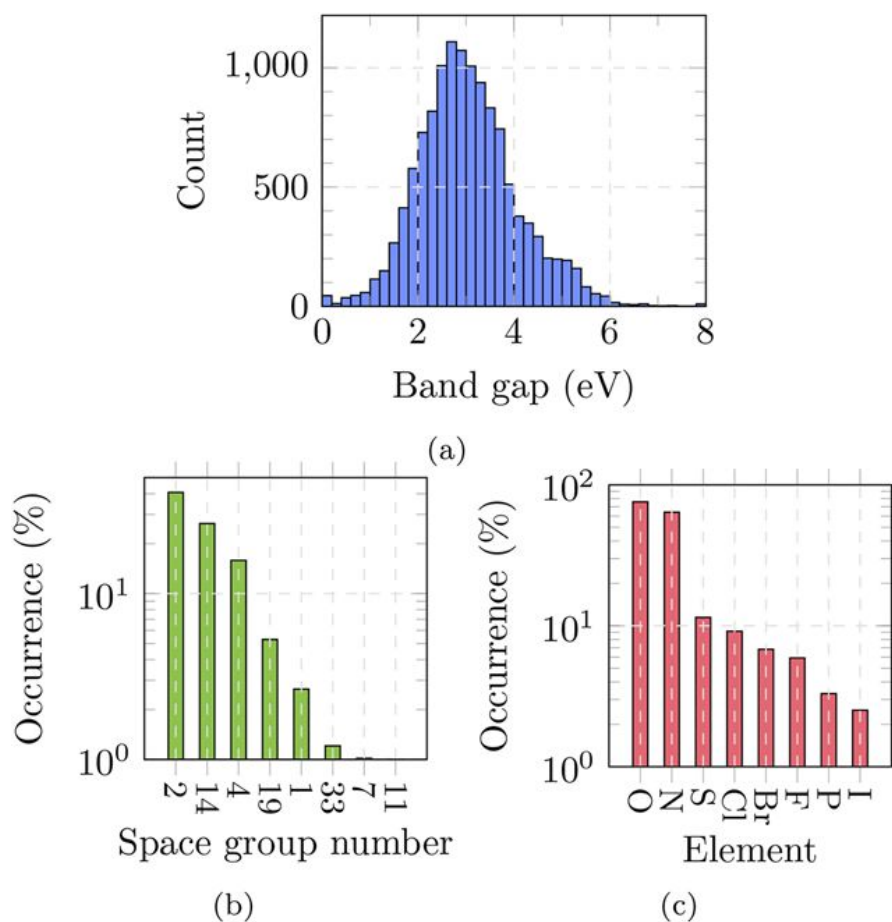 1,000
500
0
Count
0 2 4 6 8
Band gap (eV)
(a)
Occurrence (%)
10^1
10^0
2 14 4 19 1 33 7 11
Space group number
(b)
Occurrence (%)
10^2
10^1
10^0
O N S Cl Br F P I
Element
(c)